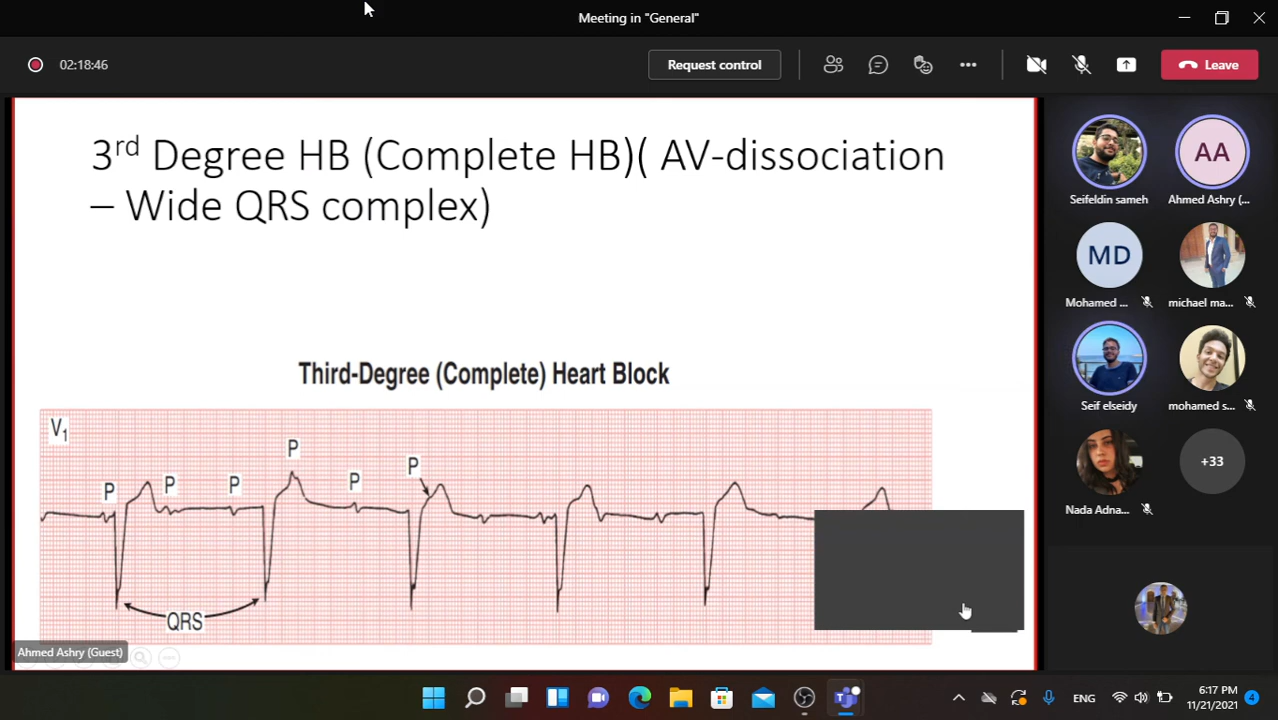 Meeting in "General"
02:18:46
Request control
Leave
3rd Degree HB (Complete HB)( AV-dissociation
– Wide QRS complex)
Third-Degree (Complete) Heart Block
V1
P
P
P
P
P
P
QRS
Ahmed Ashry (Guest)
Seifeldin sameh
AA
Ahmed Ashry (...
MD
Mohamed ...
michael ma...
Seif elseidy
mohamed s...
Nada Adna...
+33
ENG
6:17 PM
11/21/2021
4